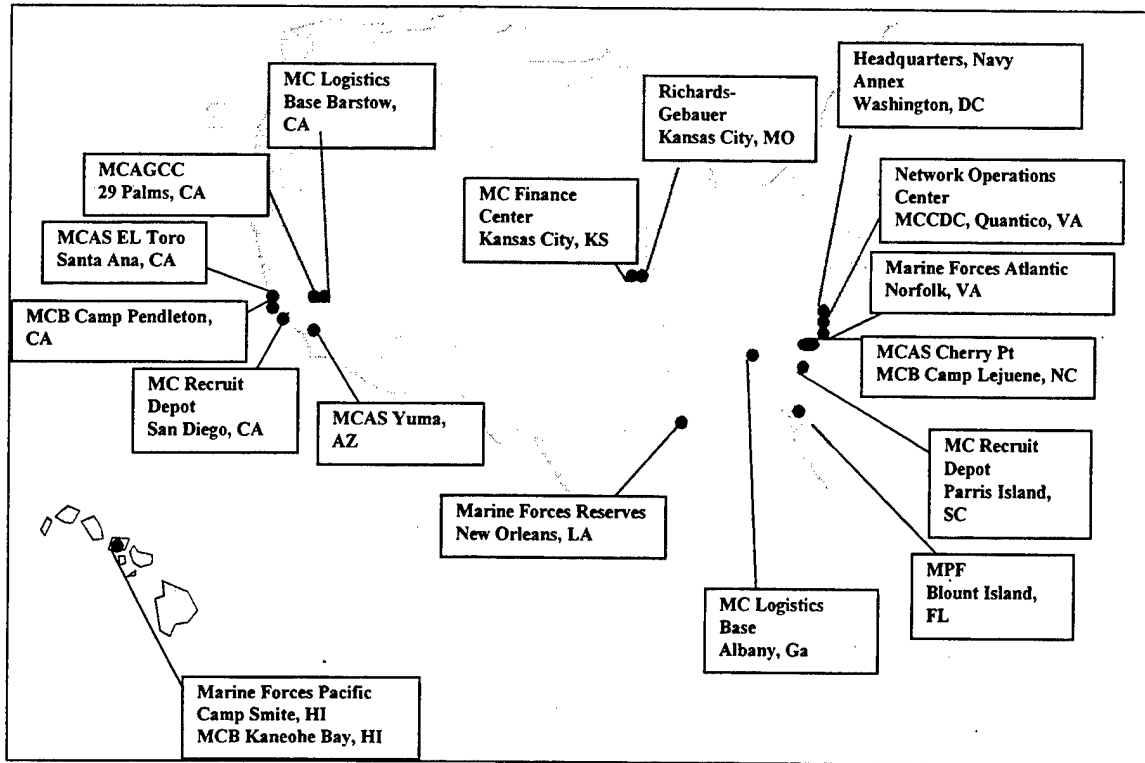 MC Logistics
Base Barstow,
CA
Richards-
Gebauer
Kansas City, MO
Headquarters, Navy
Annex
Washington, DC
MCAGCC
29 Palms, CA
MC Finance
Center
Kansas City, KS
Network Operations
Center
MCCDC, Quantico, VA
MCAS EL Toro
Santa Ana, CA
Marine Forces Atlantic
Norfolk, VA
MCB Camp Pendleton,
CA
MCAS Cherry Pt
MCB Camp Lejuene, NC
MC Recruit
Depot
San Diego, CA
MCAS Yuma,
AZ
MC Recruit
Depot
Parris Island,
SC
Marine Forces Reserves
New Orleans, LA
MPF
Blount Island,
FL
MC Logistics
Base
Albany, Ga
Marine Forces Pacific
Camp Smite, HI
MCB Kaneohe Bay, HI